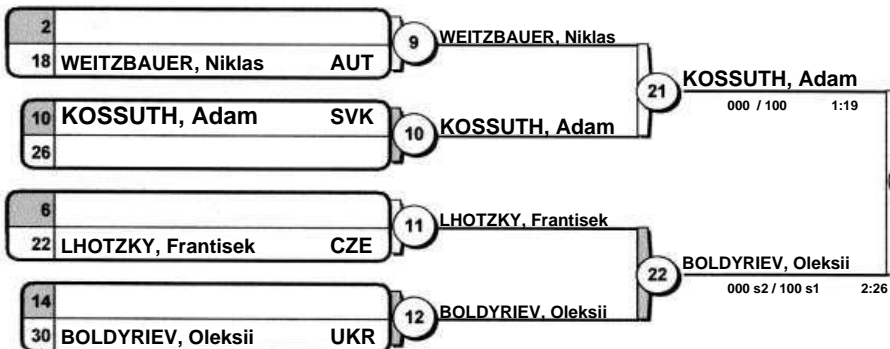 2
18 WEITZBAUER, Niklas AUT
9
WEITZBAUER, Niklas
10 KOSSUTH, Adam SVK
26
10
KOSSUTH, Adam
21
KOSSUTH, Adam
000 / 100 1:19
6
22 LHOTZKY, Frantisek CZE
11
LHOTZKY, Frantisek
14
30 BOLDYRIEV, Oleksii UKR
12
BOLDYRIEV, Oleksii
22
BOLDYRIEV, Oleksii
000 s2 / 100 s1 2:26